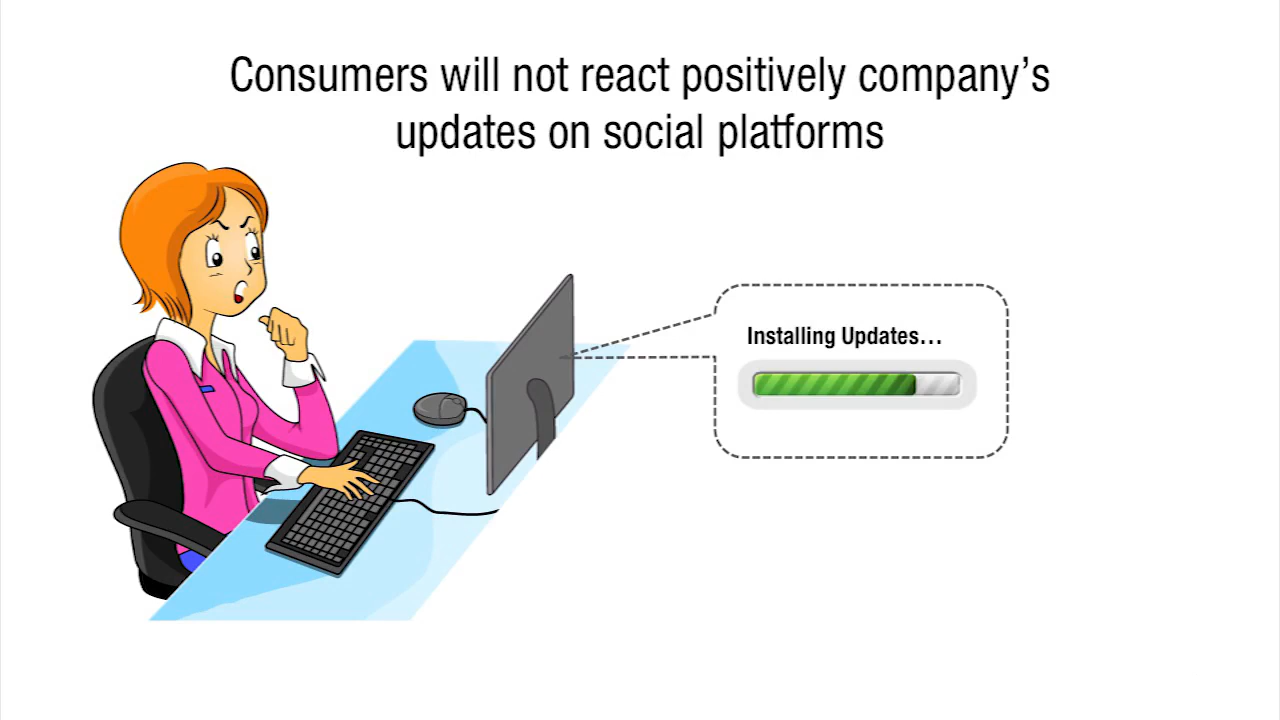 Consumers will not react positively company’s
updates on social platforms
Installing Updates...